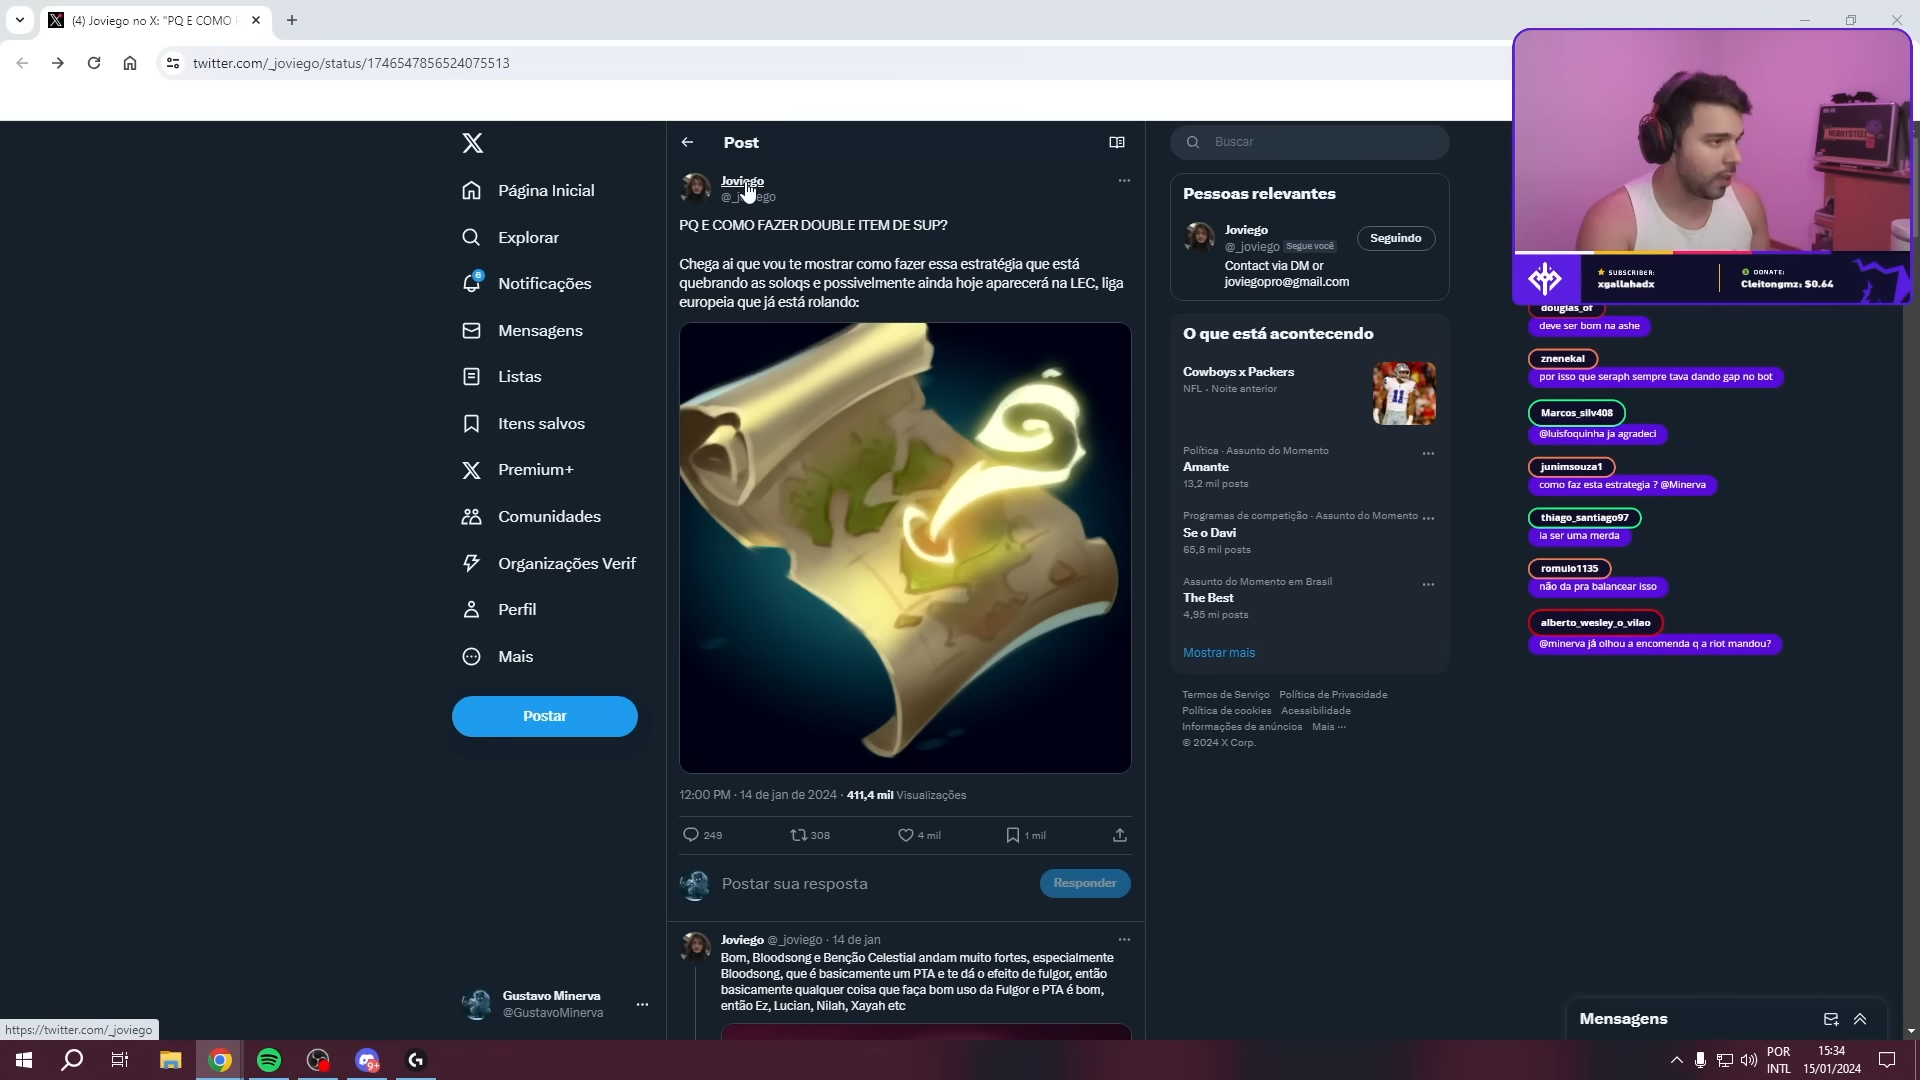 (4) Joviego no X: "PQ E COMO
twitter.com/_joviego/status/1746547856524075513
Post
Buscar
Joviego
PQ E COMO FAZER DOUBLE ITEM DE SUP?
Chega ai que vou te mostrar como fazer essa estratégia que está
quebrando as soloqs e possivelmente ainda hoje aparecerá na LEC, liga
europeia que já está rolando:
12:00 PM · 14 de jan de 2024 · 411,4 mil Visualizações
249
308
4 mil
1 mil
Postar sua resposta
Responder
Joviego @_joviego · 14 de jan
Bom, Bloodsong e Benção Celestial andam muito fortes, especialmente
Bloodsong, que é basicamente um PTA e te dá o efeito de fulgor, então
basicamente qualquer coisa que faça bom uso da Fulgor e PTA é bom,
então Ez, Lucian, Nilah, Xayah etc
Página Inicial
Explorar
6
Notificações
Mensagens
Listas
Itens salvos
Premium+
Comunidades
Organizações Verif
Perfil
Mais
Postar
Gustavo Minerva
@GustavoMinerva
https://twitter.com/_joviego
Pessoas relevantes
Joviego
@_joviego Segue você
Seguindo
Contact via DM or
joviegopro@gmail.com
O que está acontecendo
Cowboys x Packers
NFL · Noite anterior
11
Política · Assunto do Momento
Amante
13,2 mil posts
Programas de competição · Assunto do Momento
Se o Davi
65,8 mil posts
Assunto do Momento em Brasil
The Best
4,95 mi posts
Mostrar mais
Termos de Serviço Política de Privacidade
Política de cookies Acessibilidade
Informações de anúncios Mais ···
© 2024 X Corp.
HEARTSTEEL
SUBSCRIBER:
xgallahadx
DONATE:
Cleitongmz: $0.64
douglas_of
deve ser bom na ashe
znenekal
por isso que seraph sempre tava dando gap no bot
Marcos_silv408
@luisfoquinha ja agradeci
junimsouza1
como faz esta estrategia ? @Minerva
thiago_santiago97
ia ser uma merda
romulo1135
não da pra balancear isso
alberto_wesley_o_vilao
@minerva já olhou a encomenda q a riot mandou?
Mensagens
9+
POR
INTL
15:34
15/01/2024